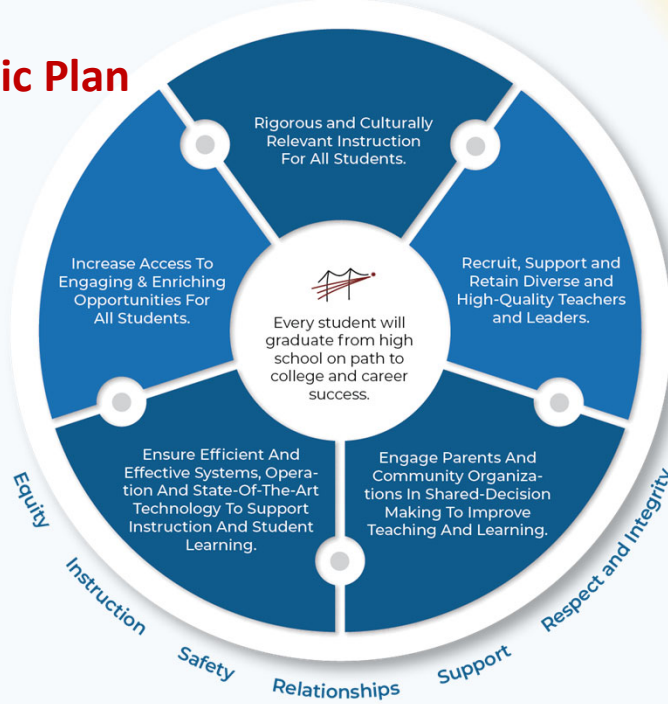 ic Plan
Rigorous and Culturally
Relevant Instruction
For All Students.
Increase Access To
Engaging & Enriching
Opportunities For
All Students.
Recruit, Support and
Retain Diverse and
High-Quality Teachers
and Leaders.
Every student will
graduate from high
school on path to
college and career
success.
Ensure Efficient And
Effective Systems, Opera-
tion And State-Of-The-Art
Technology To Support
Instruction And Student
Learning.
Engage Parents And
Community Organiza-
tions In Shared-Decision
Making To Improve
Teaching And Learning.
Equity
Instruction
Safety
Relationships
Support
Respect and Integrity